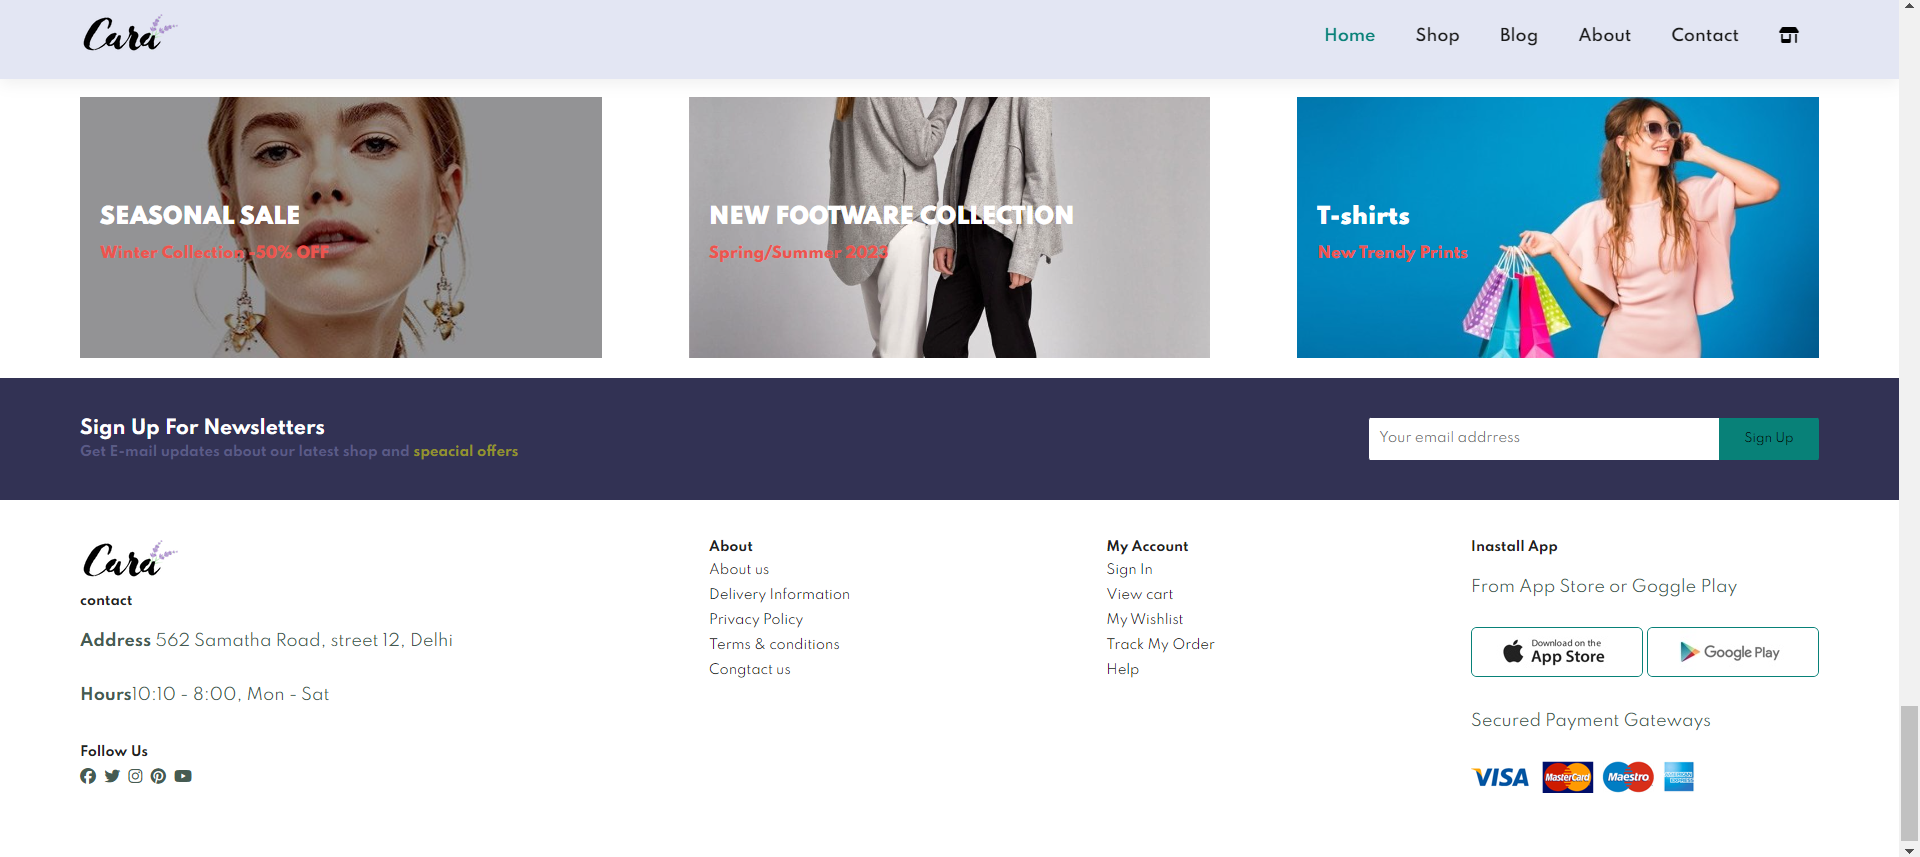 Cara
Home Shop Blog About Contact
SEASONAL SALE
Winter Collection -50% OFF
NEW FOOTWARE COLLECTION
Spring/Summer 2023
T-shirts
New Trendy Prints
Sign Up For Newsletters
Get E-mail updates about our latest shop and speacial offers
Your email addrress
Sign Up
Cara
contact
Address 562 Samatha Road, street 12, Delhi
Hours10:10 - 8:00, Mon - Sat
Follow Us
About
About us
Delivery Information
Privacy Policy
Terms & conditions
Congtact us
My Account
Sign In
View cart
My Wishlist
Track My Order
Help
Inastall App
From App Store or Goggle Play
Download on the
App Store
Google Play
Secured Payment Gateways
VISA MasterCard Maestro
AMERICAN
EXPRESS